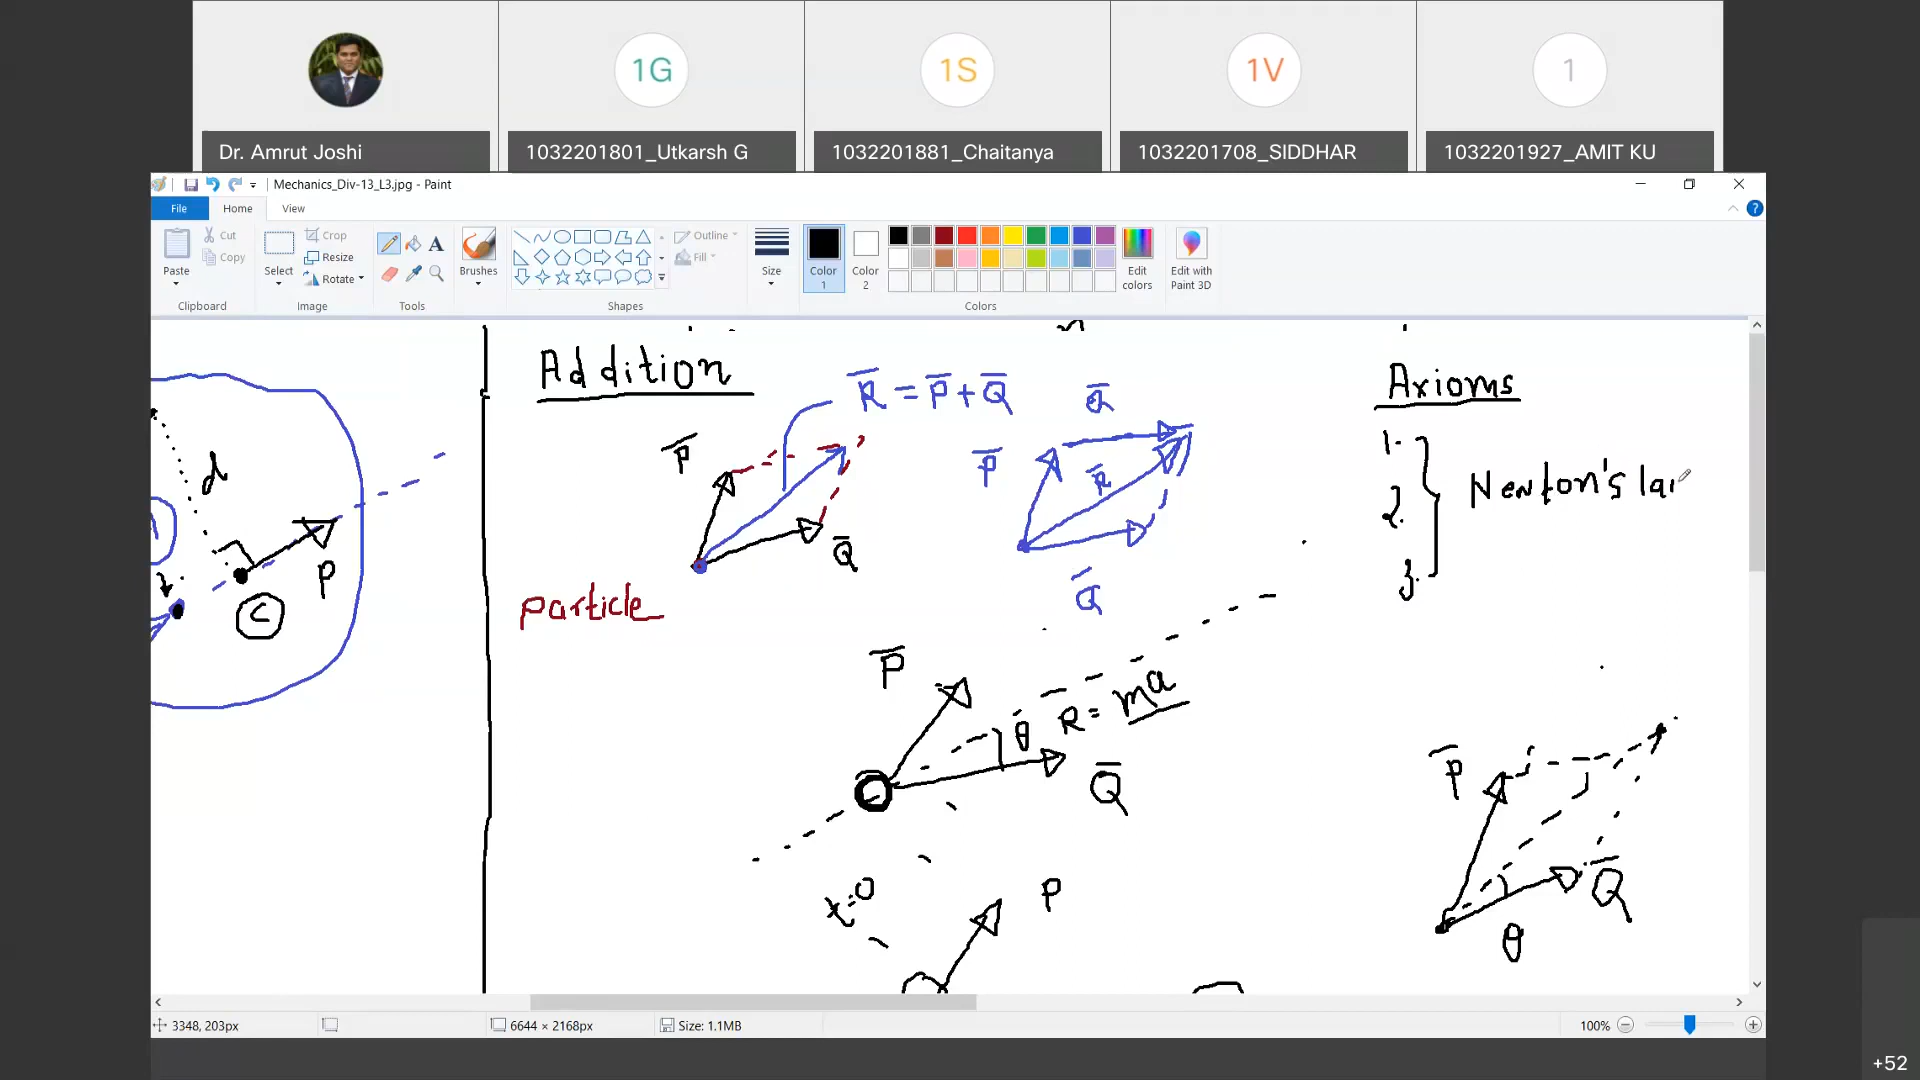 1G
1S
1V
1
Dr. Amrut Joshi
1032201801_Utkarsh G
1032201881_Chaitanya
1032201708_SIDDHAR
1032201927_AMIT KU
Mechanics_Div-13_L3.jpg - Paint
File
Home
View
Paste
Cut
Copy
Clipboard
Select
Crop
Resize
Rotate
Image
A
Tools
Brushes
Shapes
Outline
Fill
Size
Color 1
Color 2
Edit colors
Colors
Edit with Paint 3D
?
Addition
R̅ = P̅ + Q̅
P̅
Q̅
particle
Q̅
P̅
R̅
Q̅
Axioms
1.
2.
3.
Newton's la
d
P
C
P̅
θ
R̅ = ma
Q̅
t=0
P
P̅
Q̅
θ
3348, 203px
6644 × 2168px
Size: 1.1MB
100%
+52